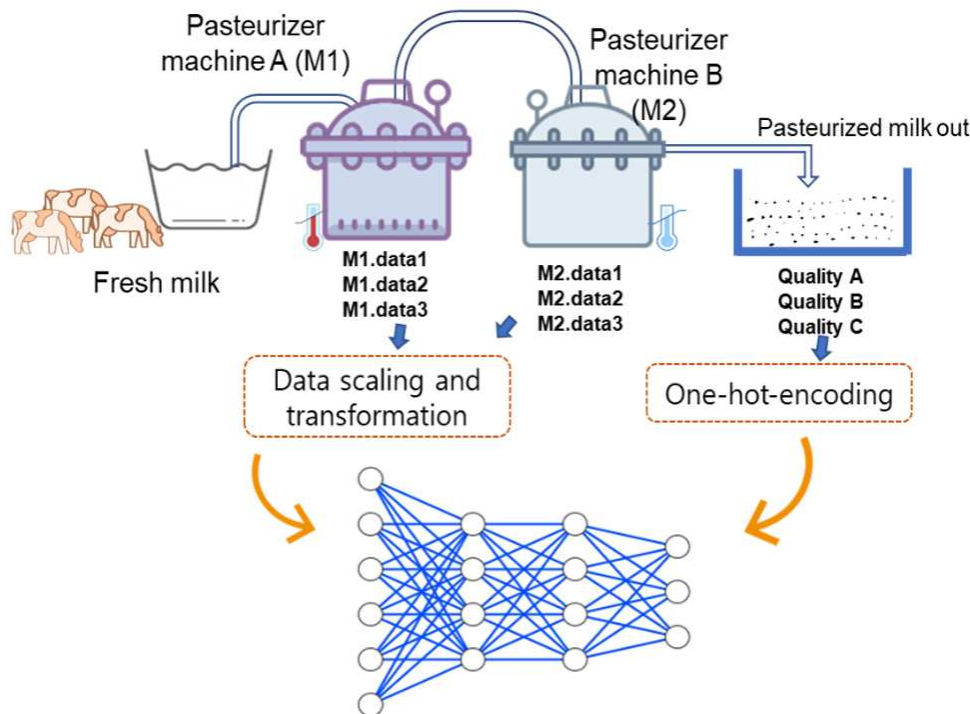 Pasteurizer
machine A (M1)
Pasteurizer
machine B
(M2)
Pasteurized milk out
Fresh milk
M1.data1
M1.data2
M1.data3
M2.data1
M2.data2
M2.data3
Quality A
Quality B
Quality C
Data scaling and
transformation
One-hot-encoding